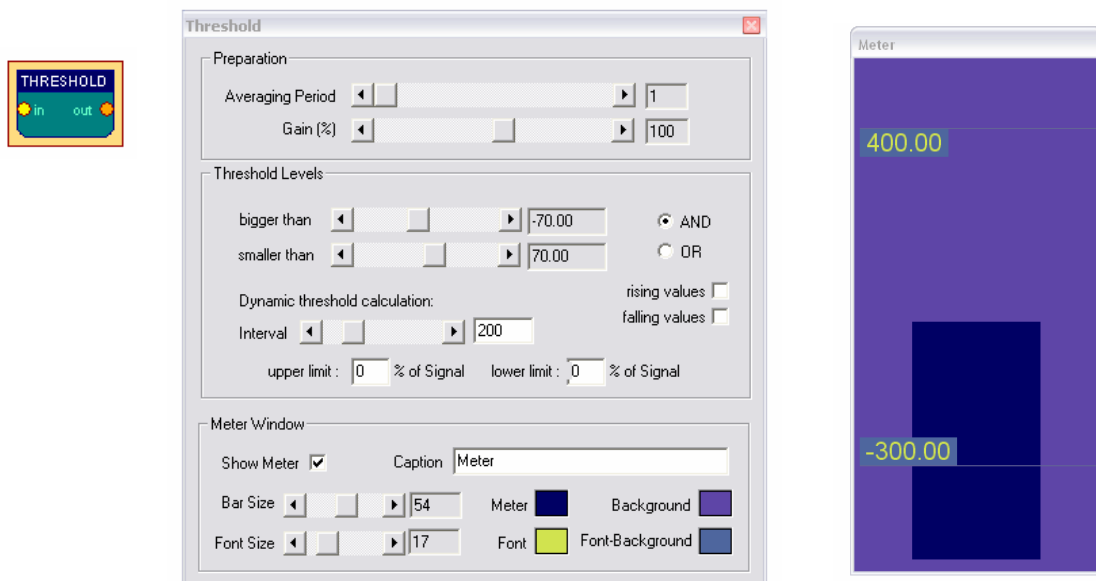 THRESHOLD
in out
Threshold
Preparation
Averaging Period 1
Gain (%) 100
Threshold Levels
bigger than -70.00 AND
smaller than 70.00 OR
rising values
Dynamic threshold calculation:
falling values
Interval 200
upper limit : 0 % of Signal lower limit : 0 % of Signal
Meter Window
Show Meter Caption Meter
Bar Size 54 Meter Background
Font Size 17 Font Font-Background
Meter
400.00
-300.00